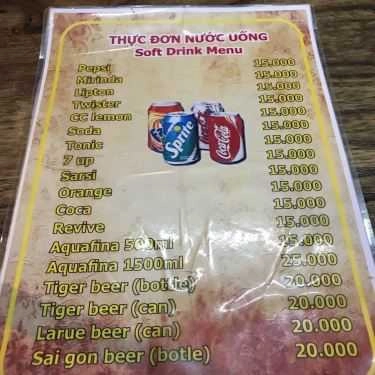 THỰC ĐƠN NƯỚC UỐNG
Soft Drink Menu
Pepsi 15.000
Mirinda 15.000
Lipton 15.000
Twister 15.000
CC lemon 15.000
Soda 15.000
Tonic 15.000
7 up 15.000
Sarsi 15.000
Orange 15.000
Coca 15.000
Revive 15.000
Aquafina 500ml 15.000
Aquafina 1500ml 25.000
Tiger beer (botle) 20.000
Tiger beer (can) 20.000
Larue beer (can) 20.000
Sai gon beer (botle) 20.000
Sprite
Coca-Cola